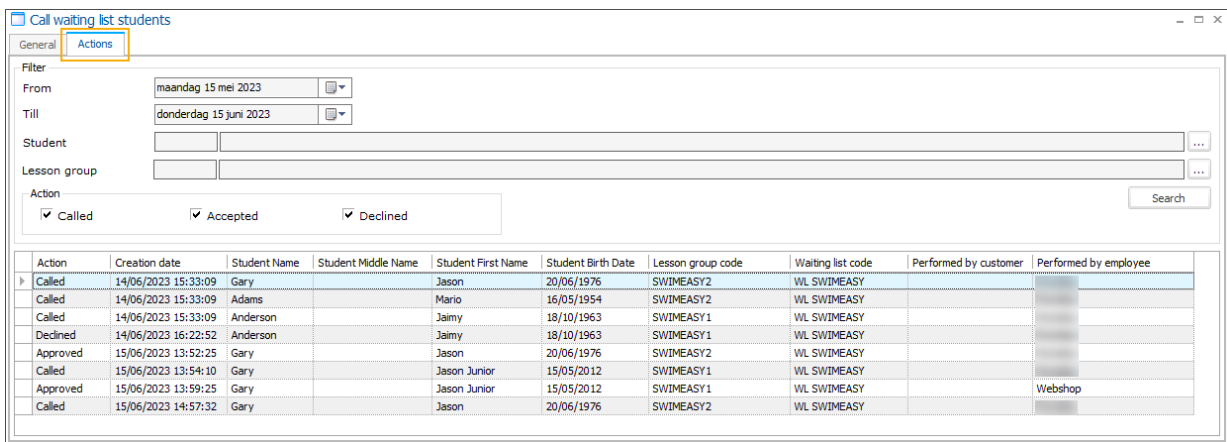 Call waiting list students
General Actions
Filter
From maandag 15 mei 2023
Till donderdag 15 juni 2023
Student ...
Lesson group ...
Action
Called Accepted Declined
Search
Action Creation date Student Name Student Middle Name Student First Name Student Birth Date Lesson group code Waiting list code Performed by customer Performed by employee
Called 14/06/2023 15:33:09 Gary Jason 20/06/1976 SWIMEASY2 WL SWIMEASY
Called 14/06/2023 15:33:09 Adams Mario 16/05/1954 SWIMEASY2 WL SWIMEASY
Called 14/06/2023 15:33:09 Anderson Jaimy 18/10/1963 SWIMEASY1 WL SWIMEASY
Declined 14/06/2023 16:22:52 Anderson Jaimy 18/10/1963 SWIMEASY1 WL SWIMEASY
Approved 15/06/2023 13:52:25 Gary Jason 20/06/1976 SWIMEASY2 WL SWIMEASY
Called 15/06/2023 13:54:10 Gary Jason Junior 15/05/2012 SWIMEASY1 WL SWIMEASY
Approved 15/06/2023 13:59:25 Gary Jason Junior 15/05/2012 SWIMEASY1 WL SWIMEASY Webshop
Called 15/06/2023 14:57:32 Gary Jason 20/06/1976 SWIMEASY2 WL SWIMEASY